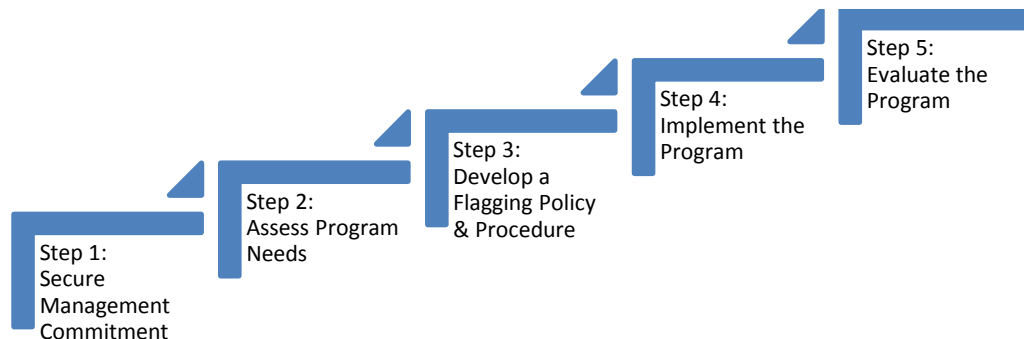 Step 1:
Secure
Management
Commitment
Step 2:
Assess Program
Needs
Step 3:
Develop a
Flagging Policy
& Procedure
Step 4:
Implement the
Program
Step 5:
Evaluate the
Program